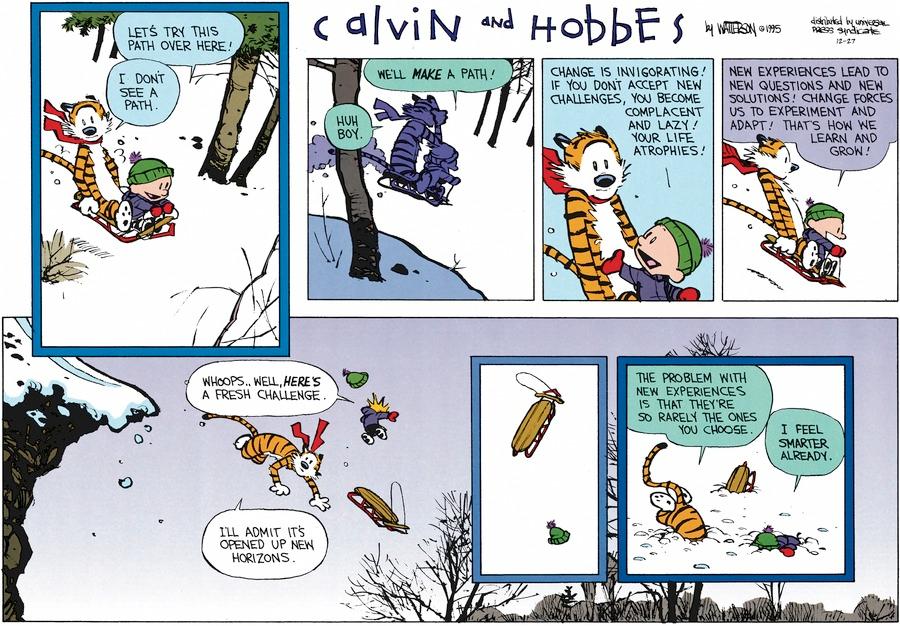 CALVIN AND HOBBES
by WATTERSON ©1995
distributed by universal
press syndicate
12-27
LET'S TRY THIS
PATH OVER HERE!
I DON'T
SEE A
PATH.
WE'LL MAKE A PATH!
HUH
BOY.
CHANGE IS INVIGORATING!
IF YOU DON'T ACCEPT NEW
CHALLENGES, YOU BECOME
COMPLACENT
AND LAZY!
YOUR LIFE
ATROPHIES!
NEW EXPERIENCES LEAD TO
NEW QUESTIONS AND NEW
SOLUTIONS! CHANGE FORCES
US TO EXPERIMENT AND
ADAPT! THAT'S HOW WE
LEARN AND
GROW!
WHOOPS.. WELL, HERE'S
A FRESH CHALLENGE.
I'LL ADMIT IT'S
OPENED UP NEW
HORIZONS.
THE PROBLEM WITH
NEW EXPERIENCES
IS THAT THEY'RE
SO RARELY THE ONES
YOU CHOOSE.
I FEEL
SMARTER
ALREADY.